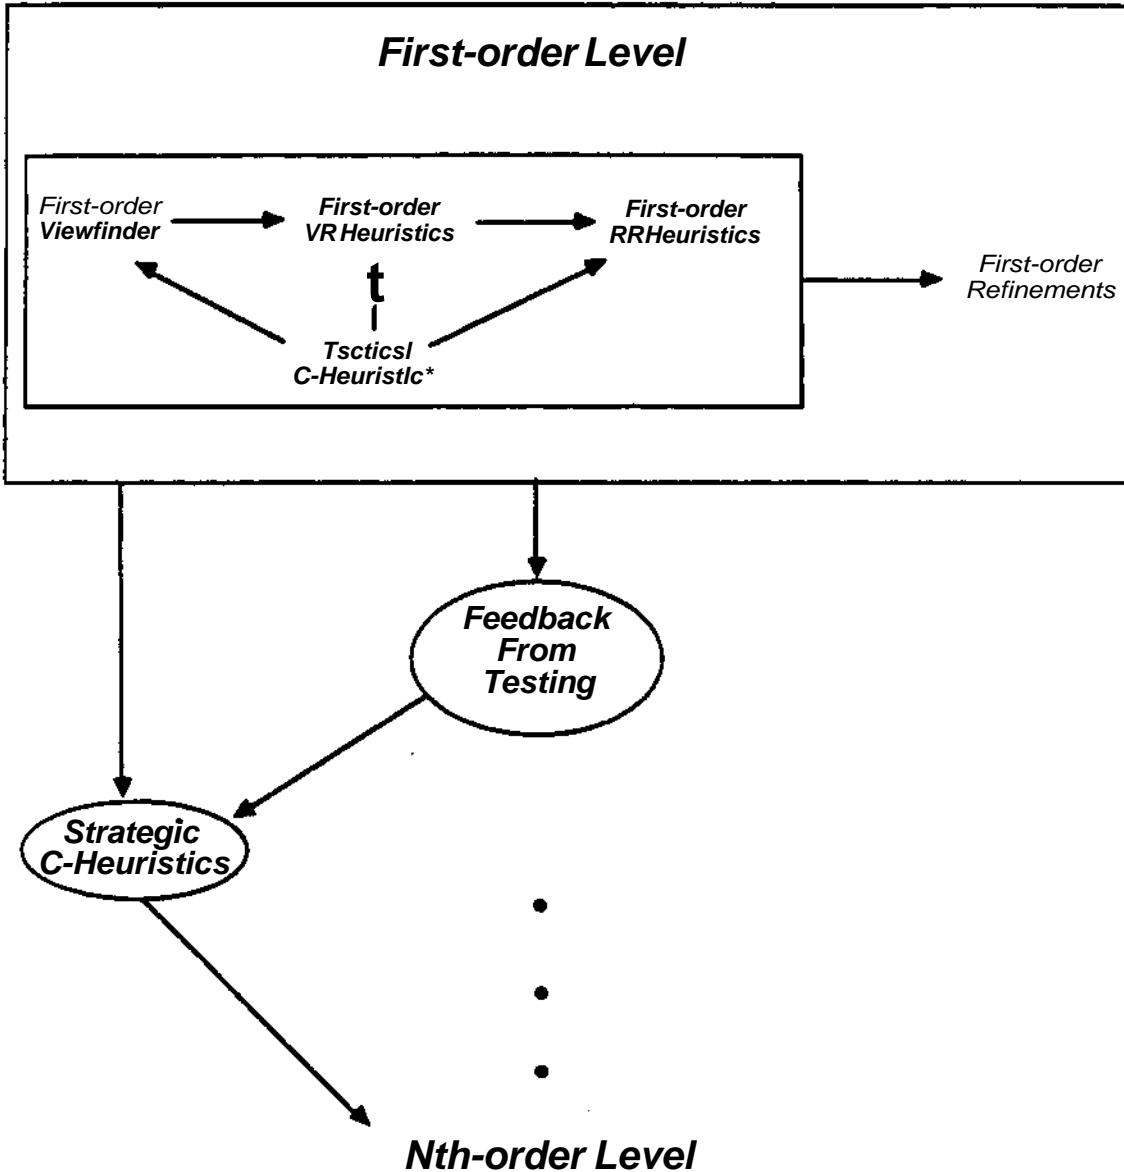 First-order Level
First-order
Viewfinder
First-order
VR Heuristics
First-order
RRHeuristics
t
First-order
Refinements
Tscticsl
C-Heuristlc*
Feedback
From
Testing
Strategic
C-Heuristics
Nth-order Level